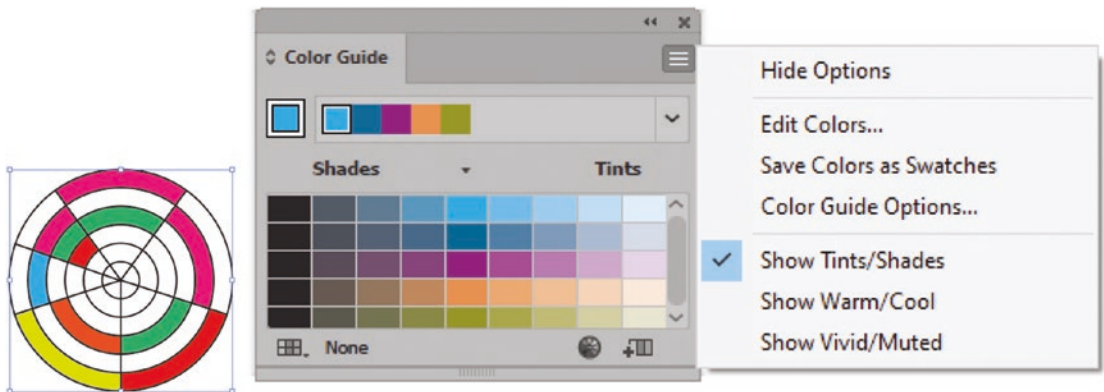 Color Guide
Shades
Tints
None
Hide Options
Edit Colors...
Save Colors as Swatches
Color Guide Options...
Show Tints/Shades
Show Warm/Cool
Show Vivid/Muted